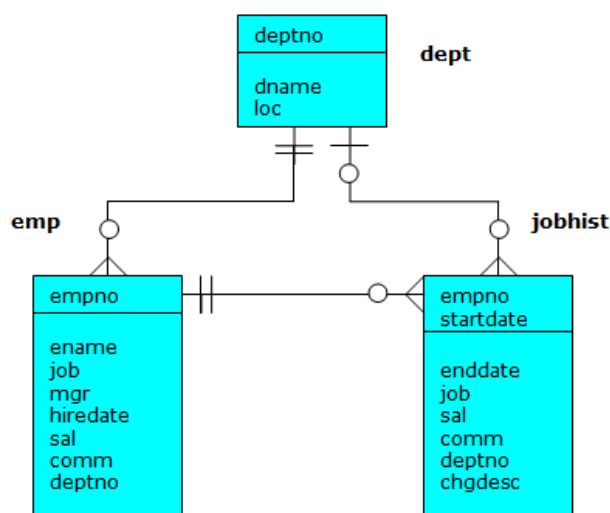 deptno
dept
dname
loc
emp
jobhist
empno
ename
job
mgr
hiredate
sal
comm
deptno
empno
startdate
enddate
job
sal
comm
deptno
chgdesc